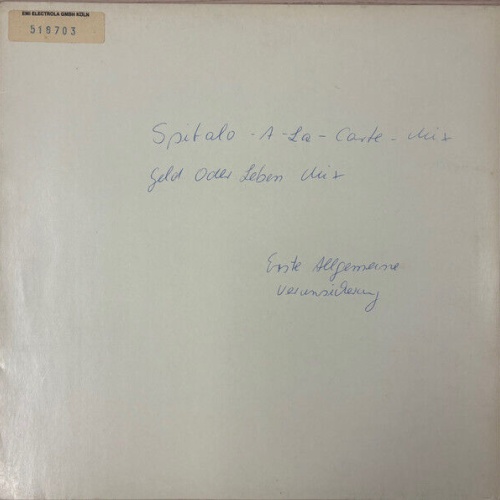 EMI ELECTROLA GMBH KÖLN
516703
Spitalo - A - La - Carte - Mix
Geld Oder Leben Mix
Erste Allgemeine
Verunsicherung